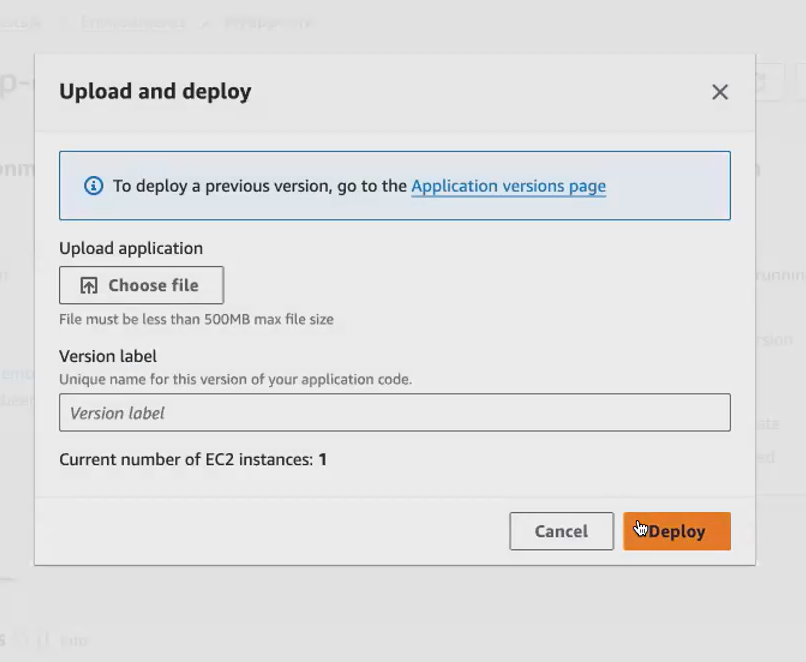 Upload and deploy
To deploy a previous version, go to the Application versions page
Upload application
Choose file
File must be less than 500MB max file size
Version label
Unique name for this version of your application code.
Version label
Current number of EC2 instances: 1
Cancel
Deploy